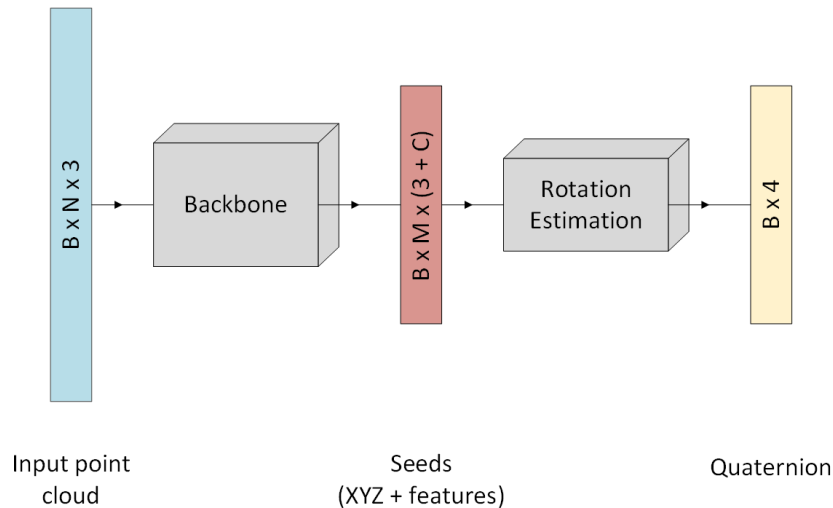 B x N x 3
Backbone
B x M x (3 + C)
Rotation
Estimation
B x 4
Input point
cloud
Seeds
(XYZ + features)
Quaternion